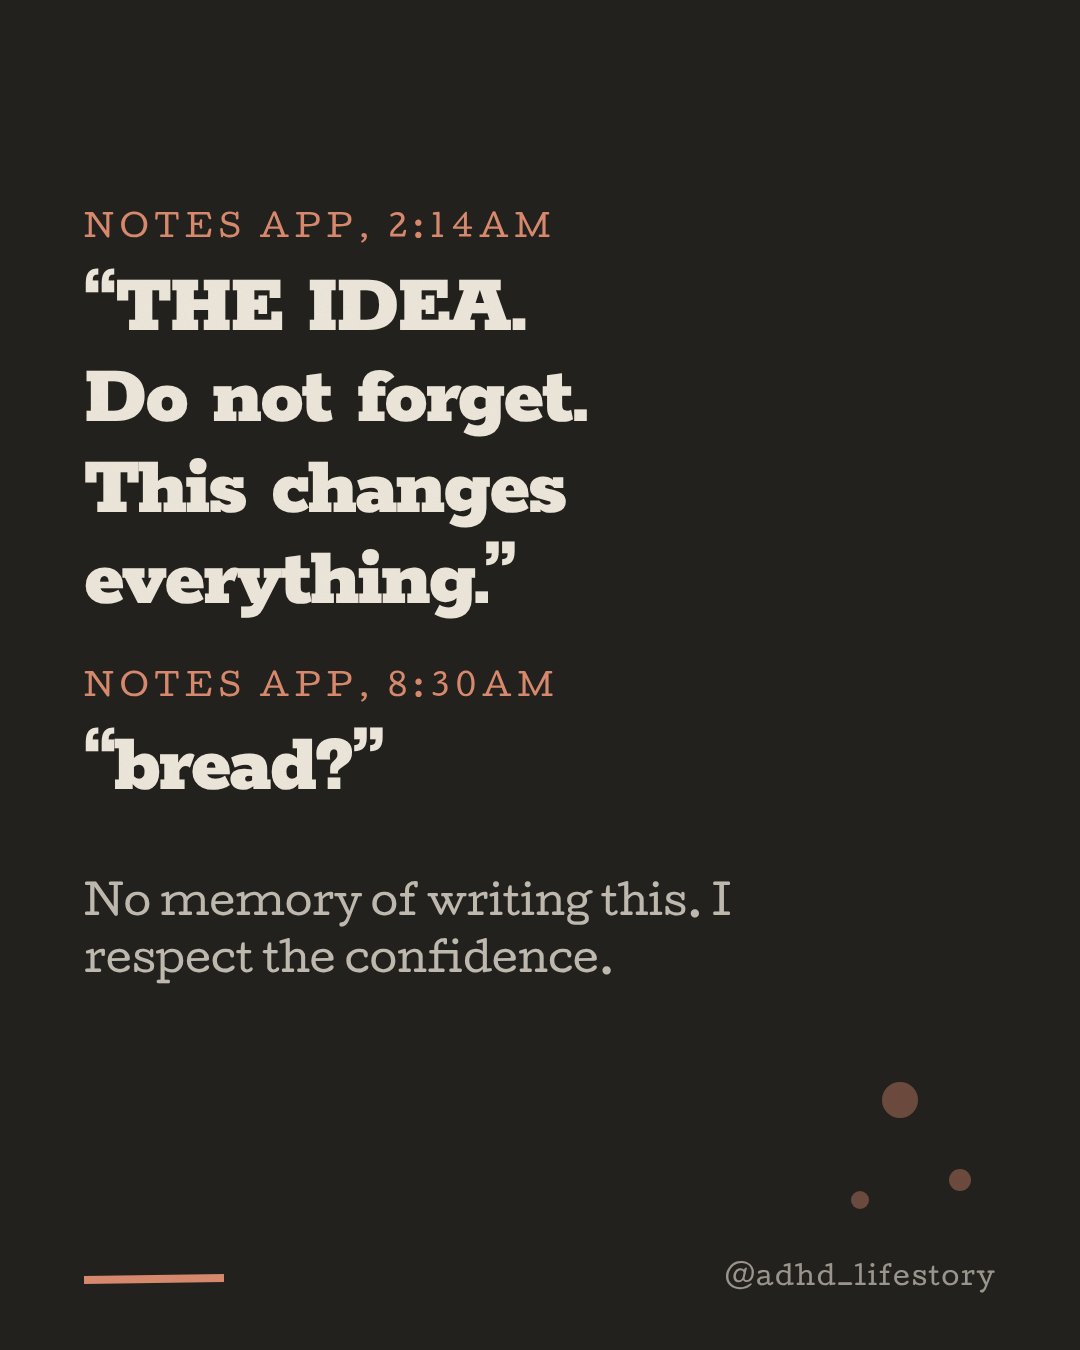 NOTES APP, 2:14AM
“THE IDEA.
Do not forget.
This changes
everything.”
NOTES APP, 8:30AM
“bread?”
No memory of writing this. I
respect the confidence.
@adhd_lifestory